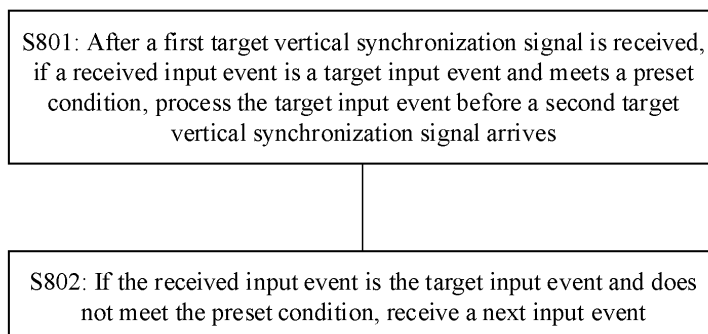 S801: After a first target vertical synchronization signal is received,
if a received input event is a target input event and meets a preset
condition, process the target input event before a second target
vertical synchronization signal arrives
S802: If the received input event is the target input event and does
not meet the preset condition, receive a next input event